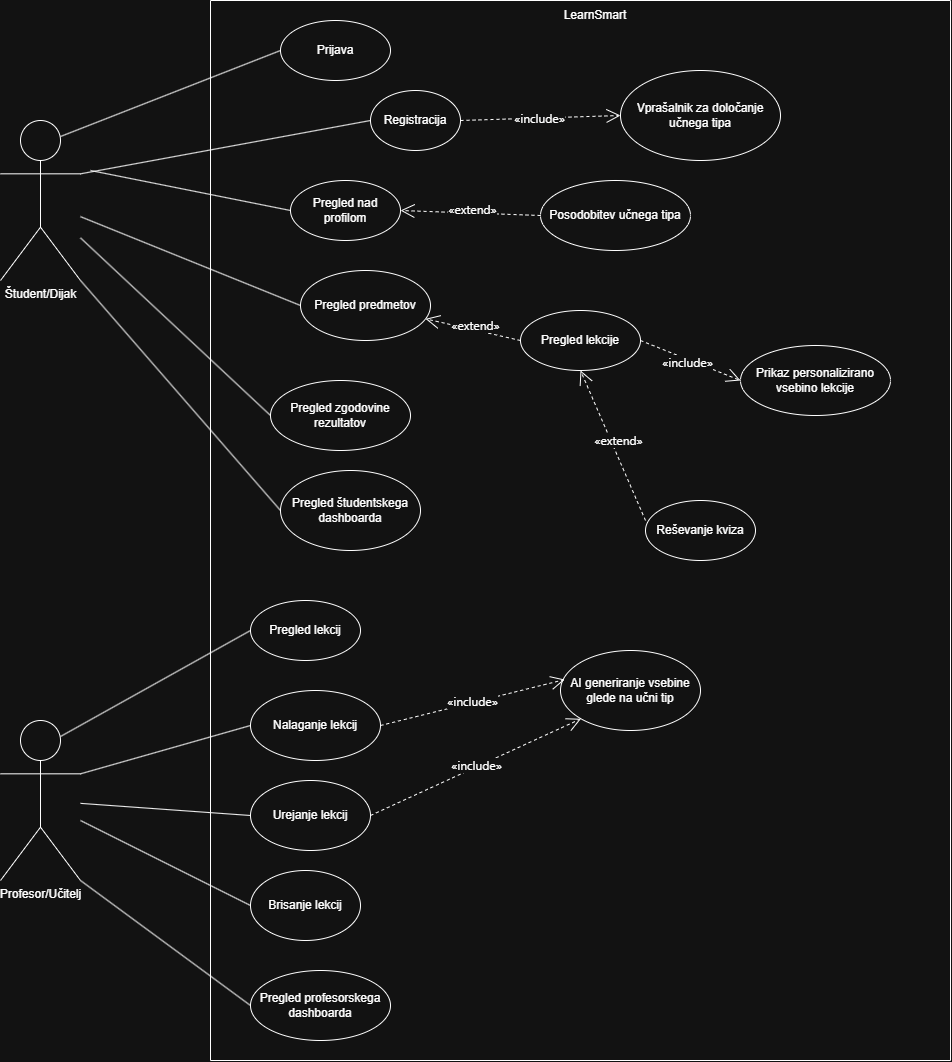 LearnSmart
Prijava
Registracija
«include»
Vprašalnik za določanje
učnega tipa
Pregled nad
profilom
«extend»
Posodobitev učnega tipa
Študent/Dijak
Pregled predmetov
«extend»
Pregled lekcije
«include»
Prikaz personalizirano
vsebino lekcije
Pregled zgodovine
rezultatov
«extend»
Pregled študentskega
dashboarda
Reševanje kviza
Pregled lekcij
AI generiranje vsebine
glede na učni tip
«include»
Nalaganje lekcij
«include»
Urejanje lekcij
Profesor/Učitelj
Brisanje lekcij
Pregled profesorskega
dashboarda